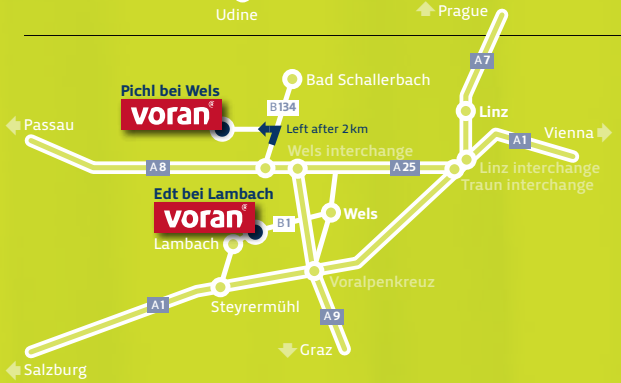 Udine
Prague
A7
Bad Schallerbach
Pichl bei Wels
voran®
B134
Linz
Passau
Left after 2 km
Vienna
A1
Wels interchange
A8
A25
Linz interchange
Traun interchange
Edt bei Lambach
voran®
B1
Wels
Lambach
Voralpenkreuz
A1
Steyrermühl
A9
Graz
Salzburg